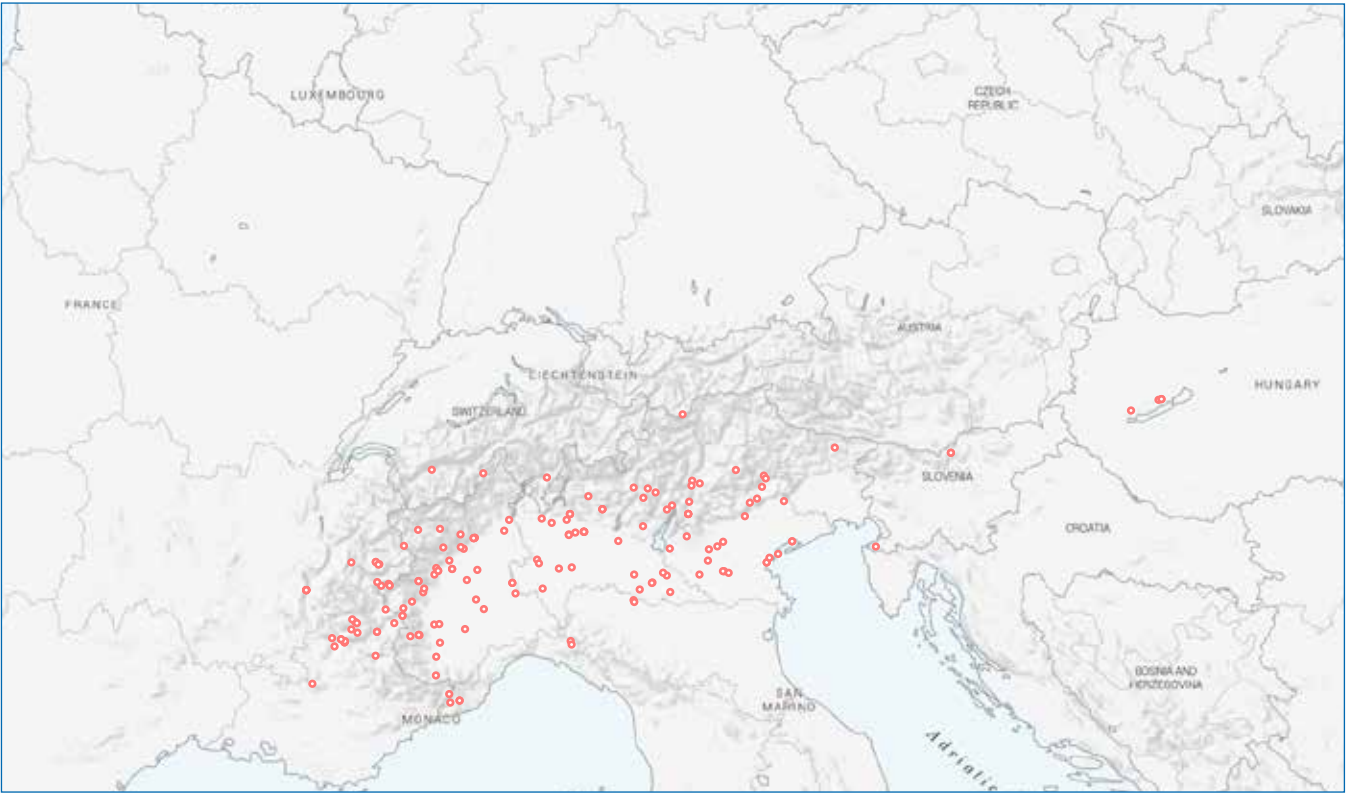 LUXEMBOURG
CZECH
REPUBLIC
SLOVAKIA
FRANCE
AUSTRIA
LIECHTENSTEIN
HUNGARY
SWITZERLAND
SLOVENIA
CROATIA
BOSNIA AND
HERZEGOVINA
SAN
MARINO
MONACO
Adriatic